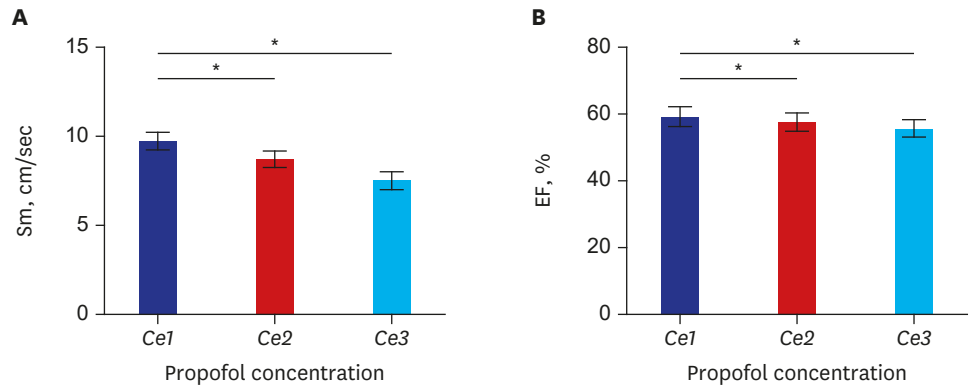 A
Sm, cm/sec
15
10
5
0
*
*
Ce1 Ce2 Ce3
Propofol concentration
B
EF, %
80
60
40
20
0
*
*
Ce1 Ce2 Ce3
Propofol concentration